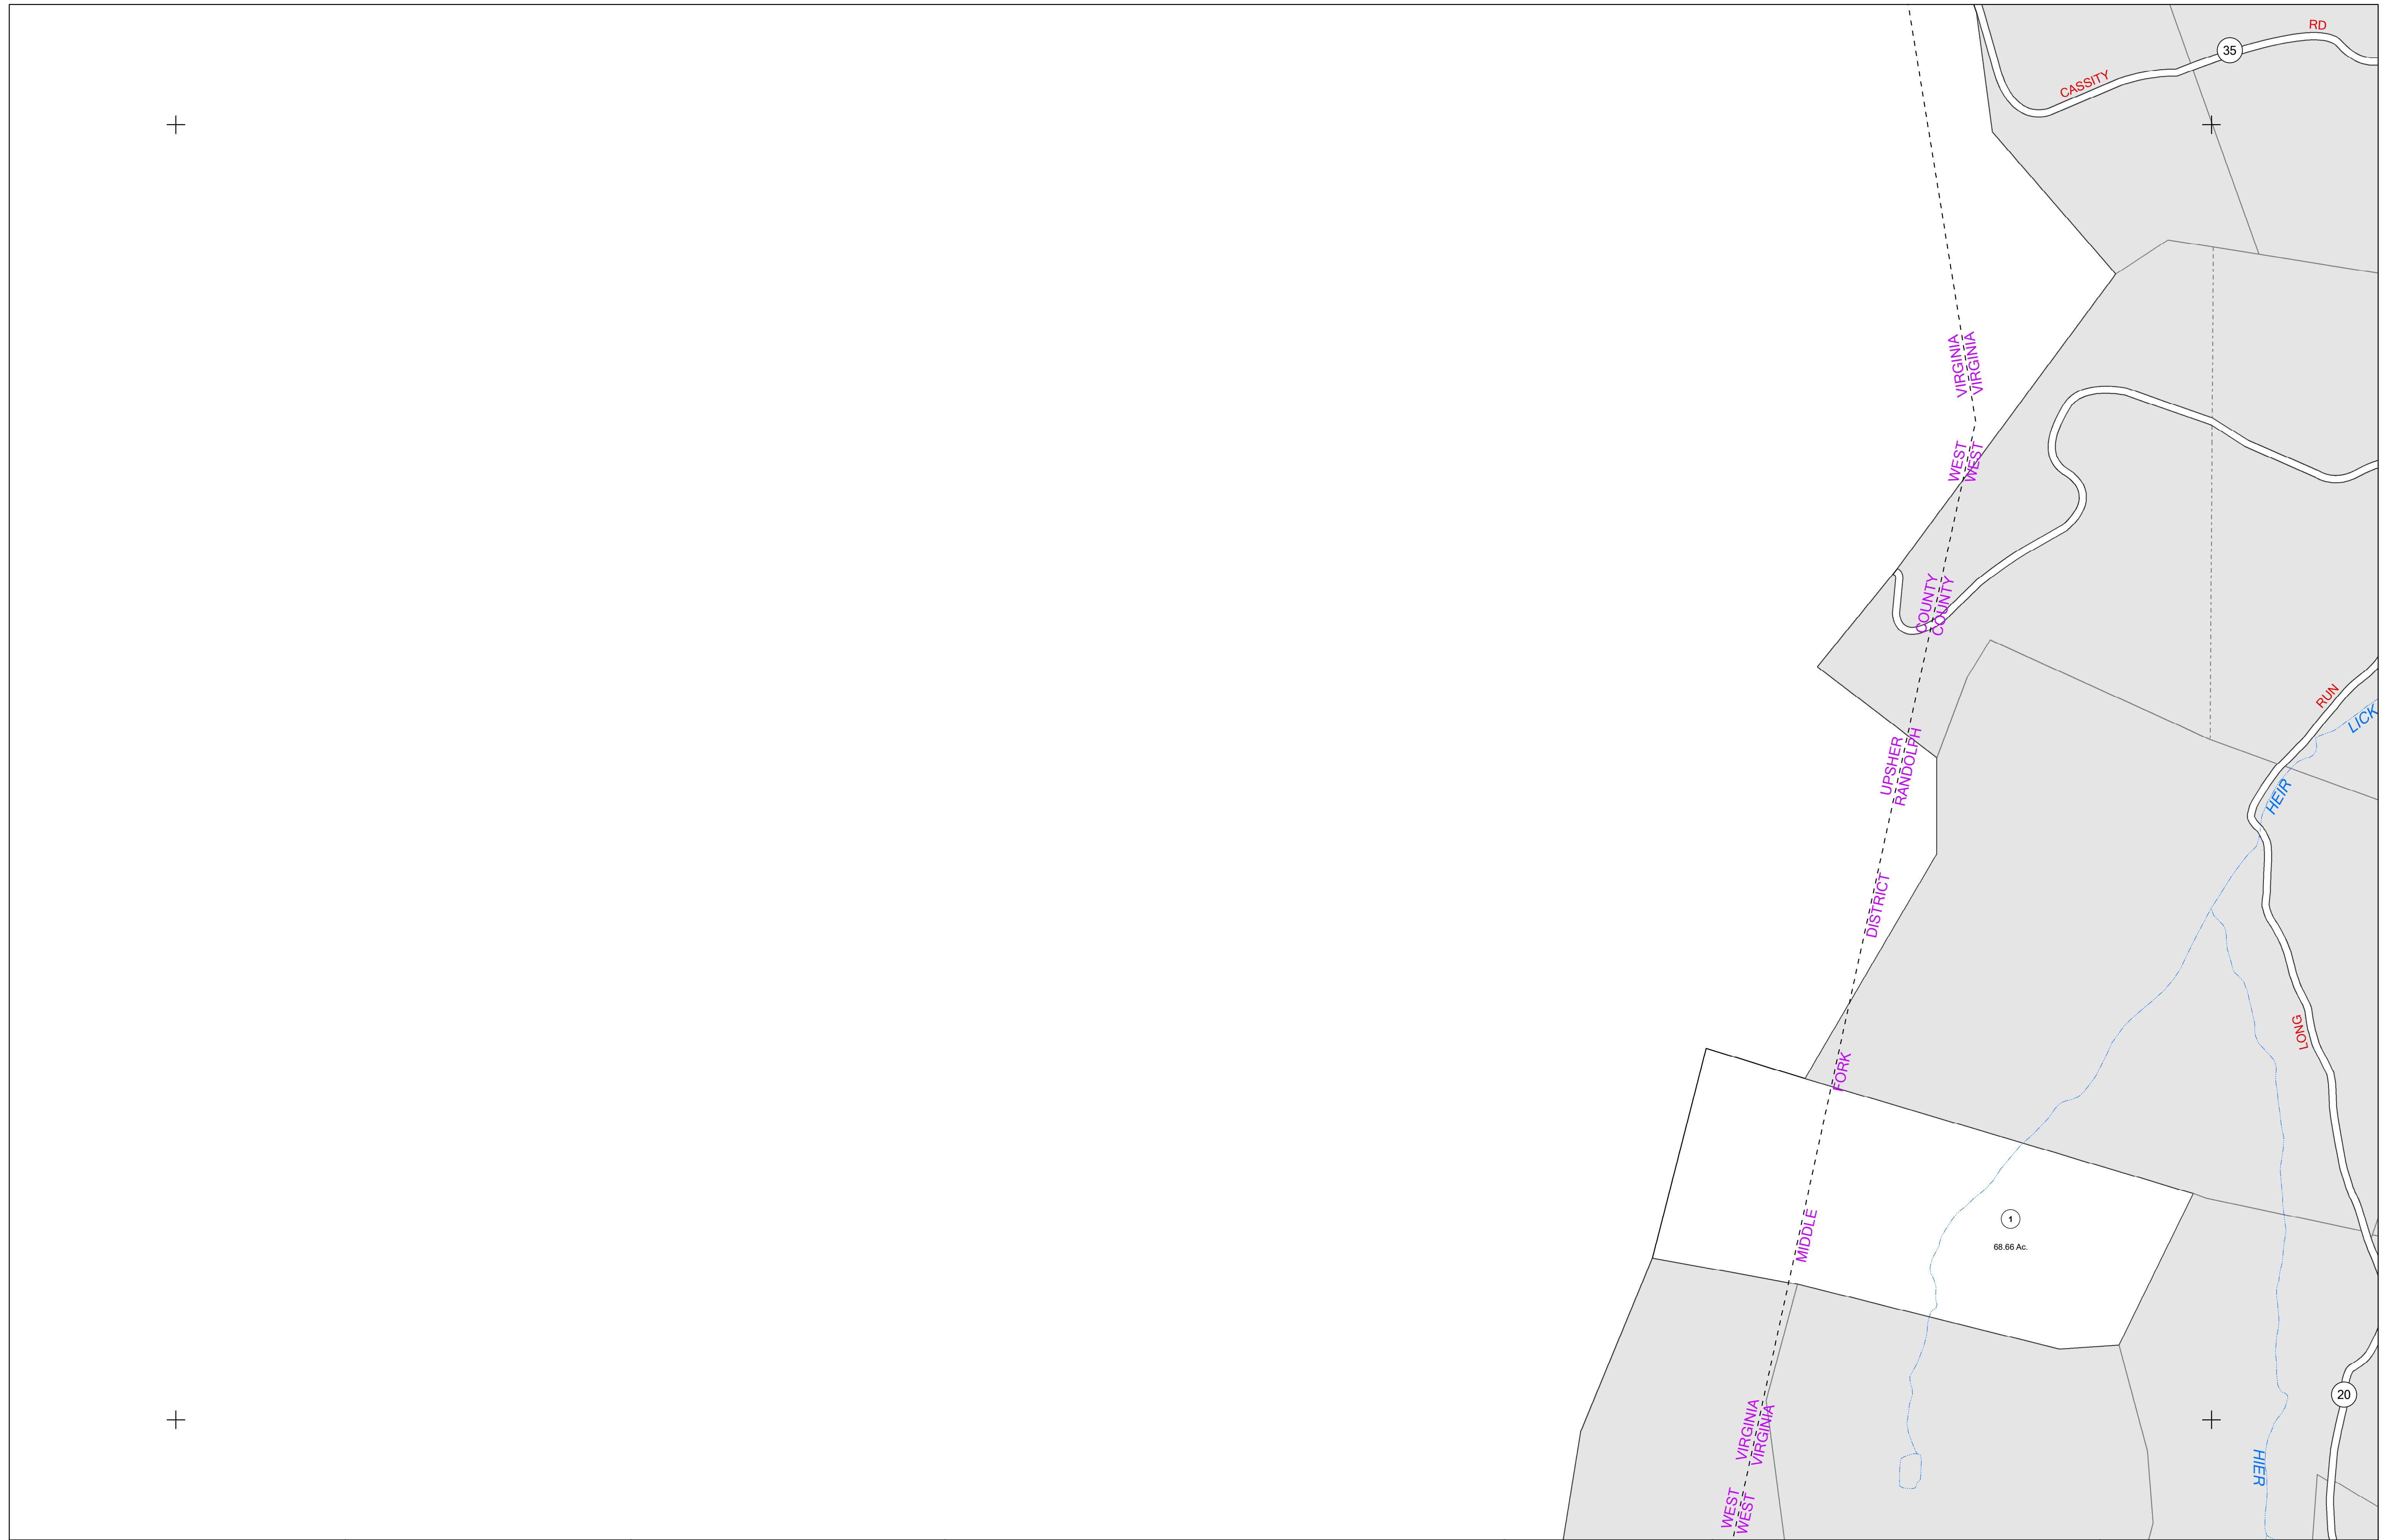 RD
35
CASSITY
VIRGINIA
VIRGINIA
WEST
WEST
COUNTY
COUNTY
RUN
LICK
UPSHER
RANDOLPH
HEIR
DISTRICT
LONG
FORK
1
MIDDLE
68.66 Ac.
20
VIRGINIA
VIRGINIA
HIER
WEST
WEST